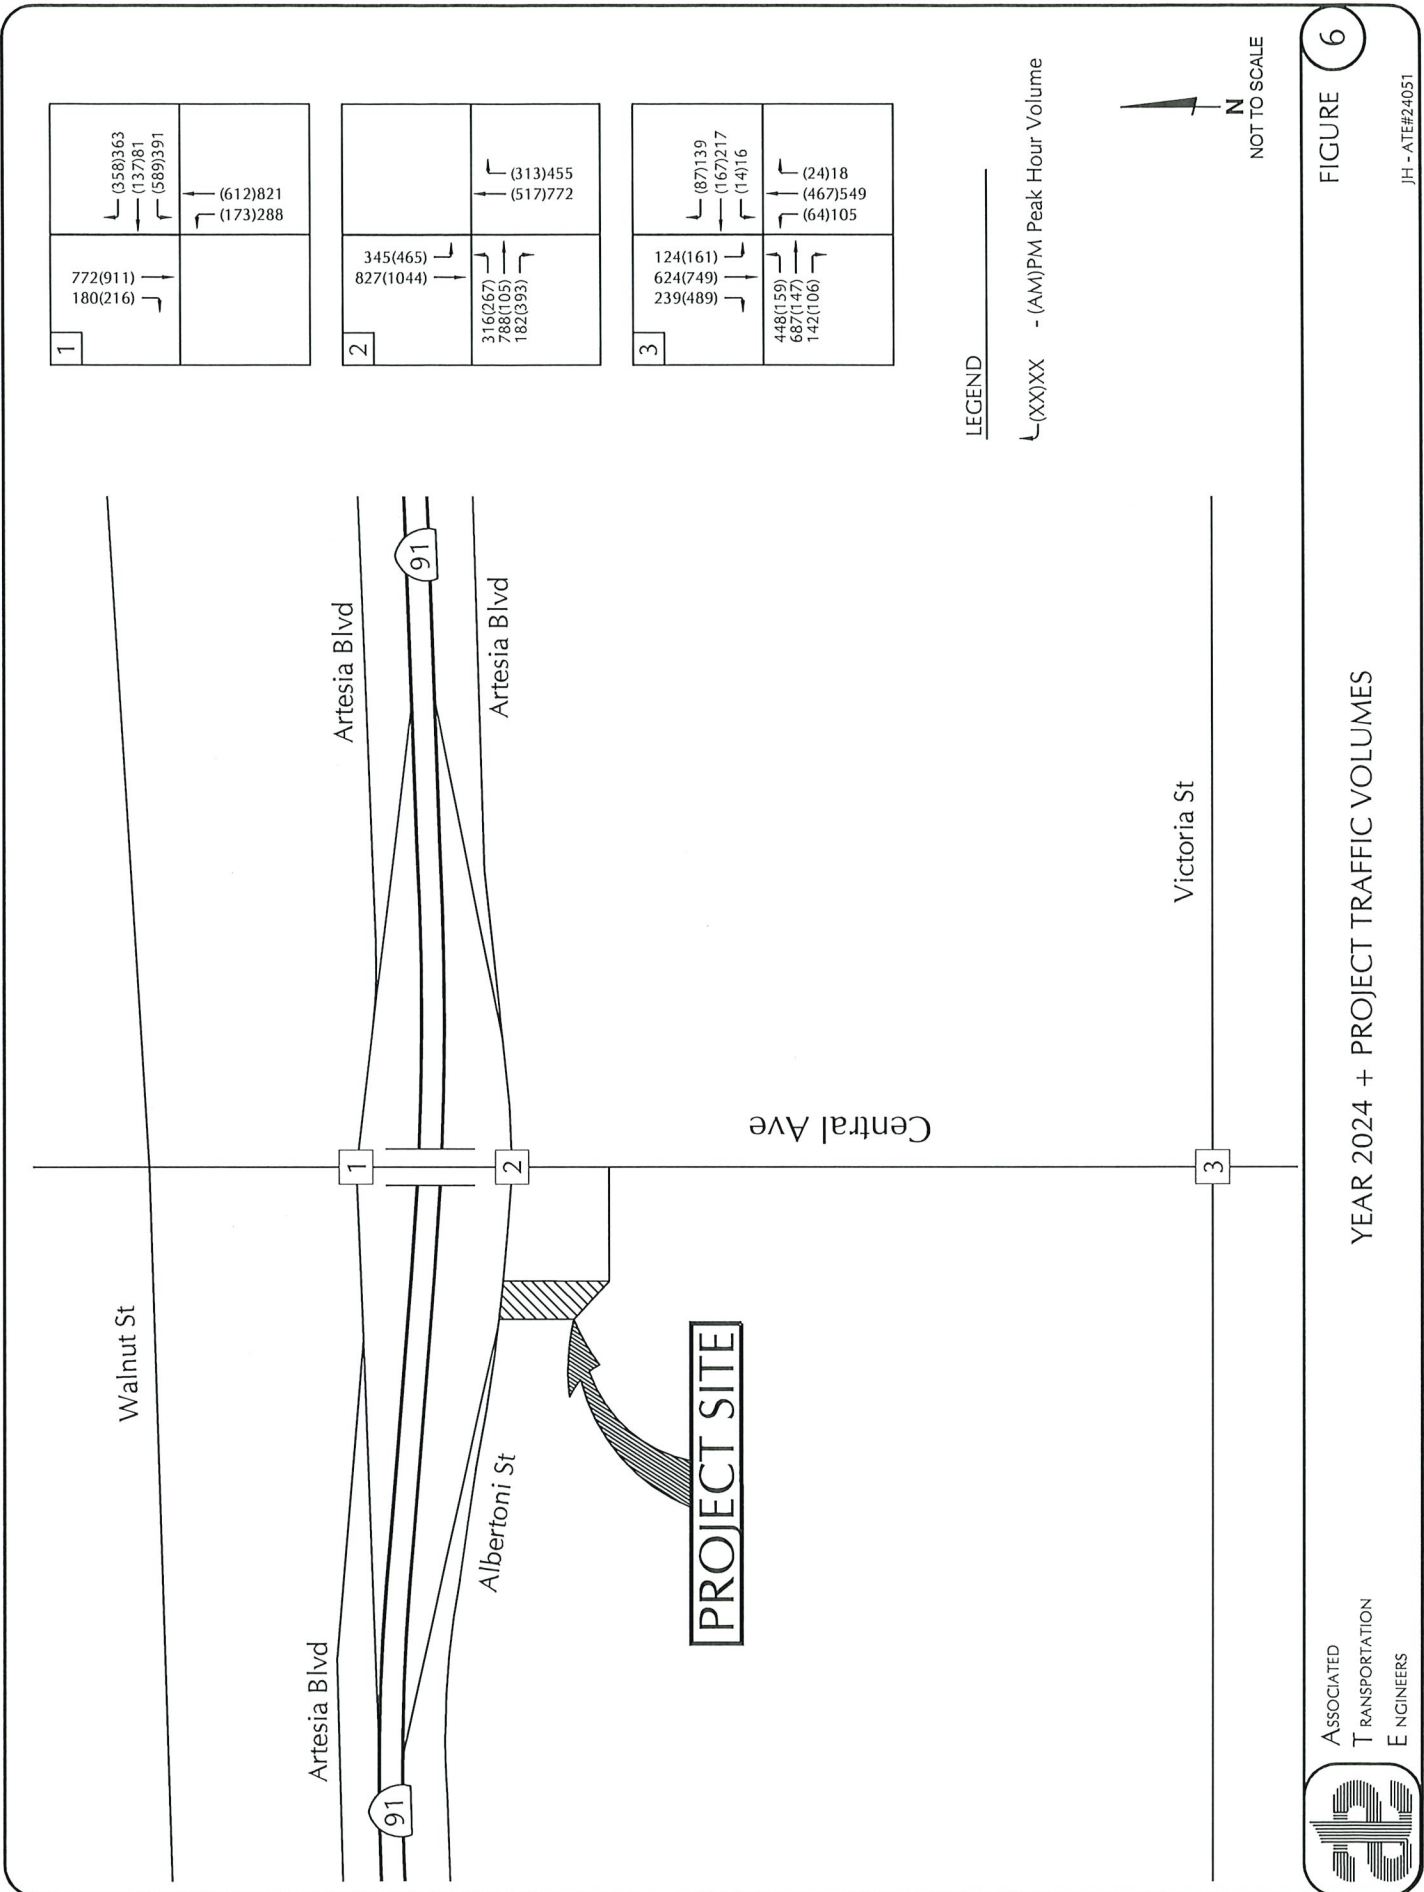 Walnut St
Artesia Blvd
Artesia Blvd
91
91
Albertoni St
Artesia Blvd
1
2
3
Central Ave
Victoria St
PROJECT SITE
1
772(911)
180(216)
(358)363
(137)81
(589)391
(612)821
(173)288
2
345(465)
827(1044)
316(267)
788(105)
182(393)
(313)455
(517)772
3
124(161)
624(749)
239(489)
(87)139
(167)217
(14)16
448(159)
687(147)
142(106)
(24)18
(467)549
(64)105
LEGEND
(XX)XX - (AM)PM Peak Hour Volume
N
NOT TO SCALE
ate
ASSOCIATED
TRANSPORTATION
ENGINEERS
YEAR 2024 + PROJECT TRAFFIC VOLUMES
FIGURE 6
JH - ATE#24051